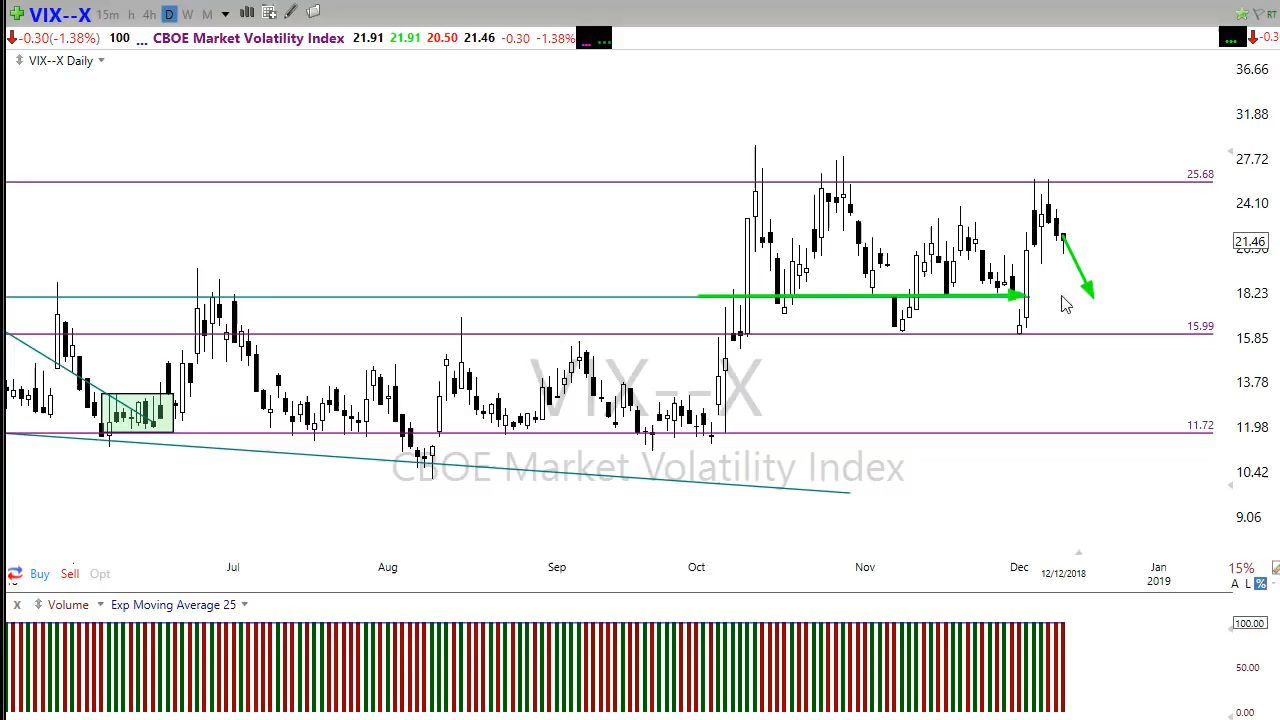 VIX--X 15m h 4h D W M RT
-0.30(-1.38%) 100 ... CBOE Market Volatility Index 21.91 21.91 20.50 21.46 -0.30 -1.38% ... ... -0.3
VIX--X Daily
36.66
31.88
27.72
25.68
24.10
21.46
18.23
15.99
15.85
13.78
VIX--X
11.72
11.98
CBOE Market Volatility Index
10.42
9.06
Jul Aug Sep Oct Nov Dec 12/12/2018 Jan 2019
Buy Sell Opt
15%
A L %
x Volume Exp Moving Average 25
100.00
50.00
0.00